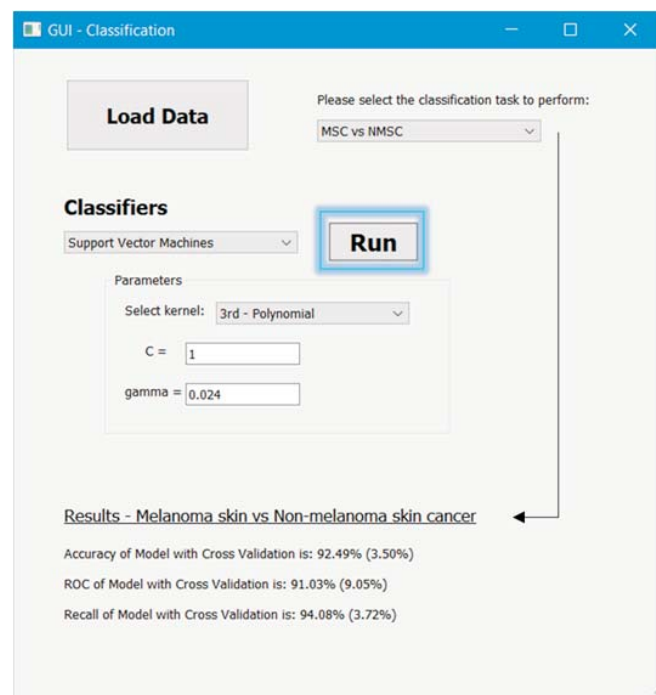 GUI - Classification
Load Data
Please select the classification task to perform:
MSC vs NMSC
Classifiers
Support Vector Machines
Run
Parameters
Select kernel: 3rd - Polynomial
C = 1
gamma = 0.024
Results - Melanoma skin vs Non-melanoma skin cancer
Accuracy of Model with Cross Validation is: 92.49% (3.50%)
ROC of Model with Cross Validation is: 91.03% (9.05%)
Recall of Model with Cross Validation is: 94.08% (3.72%)